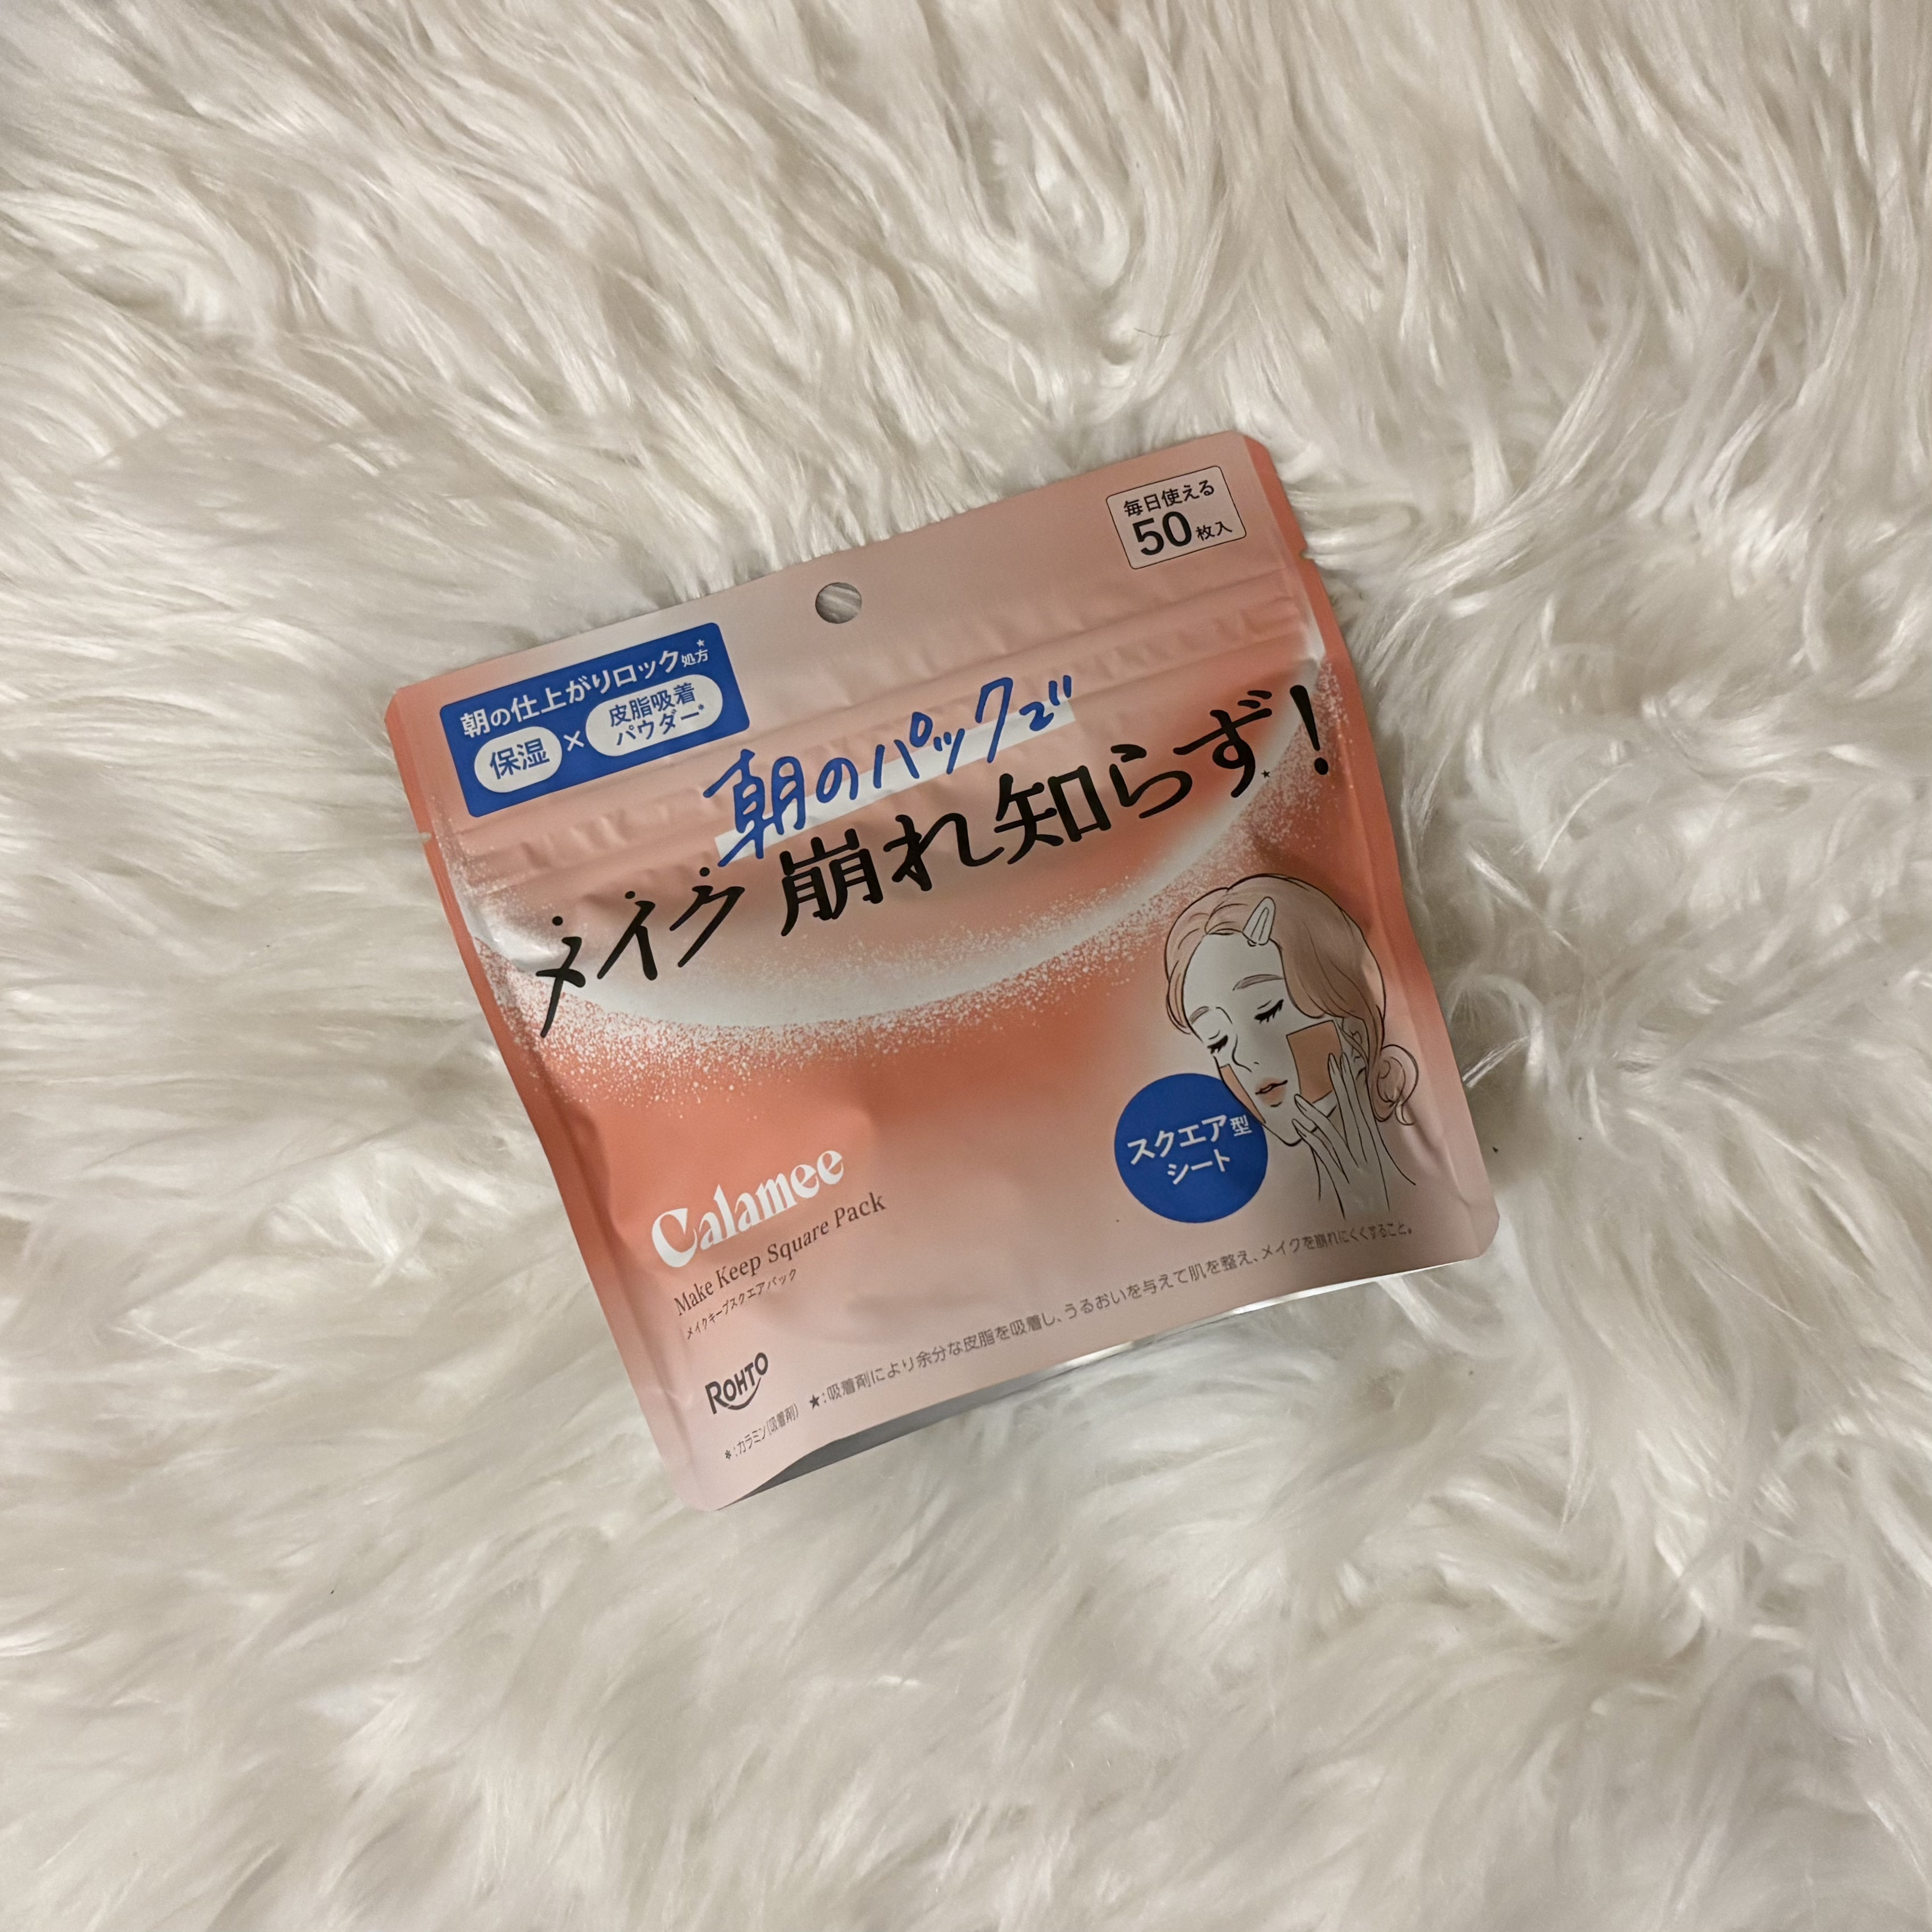 毎日使える
50枚入
朝の仕上がりロック処方★
保湿×皮脂吸着
パウダー*
朝のパックで
メイク崩れ知らず!★
スクエア型
シート
Calamee
Make Keep Square Pack
メイクキープスクエアパック
ROHTO
*:カラミン(吸着剤) ★:吸着剤により余分な皮脂を吸着し、うるおいを与えて肌を整え、メイクを崩れにくくすること。